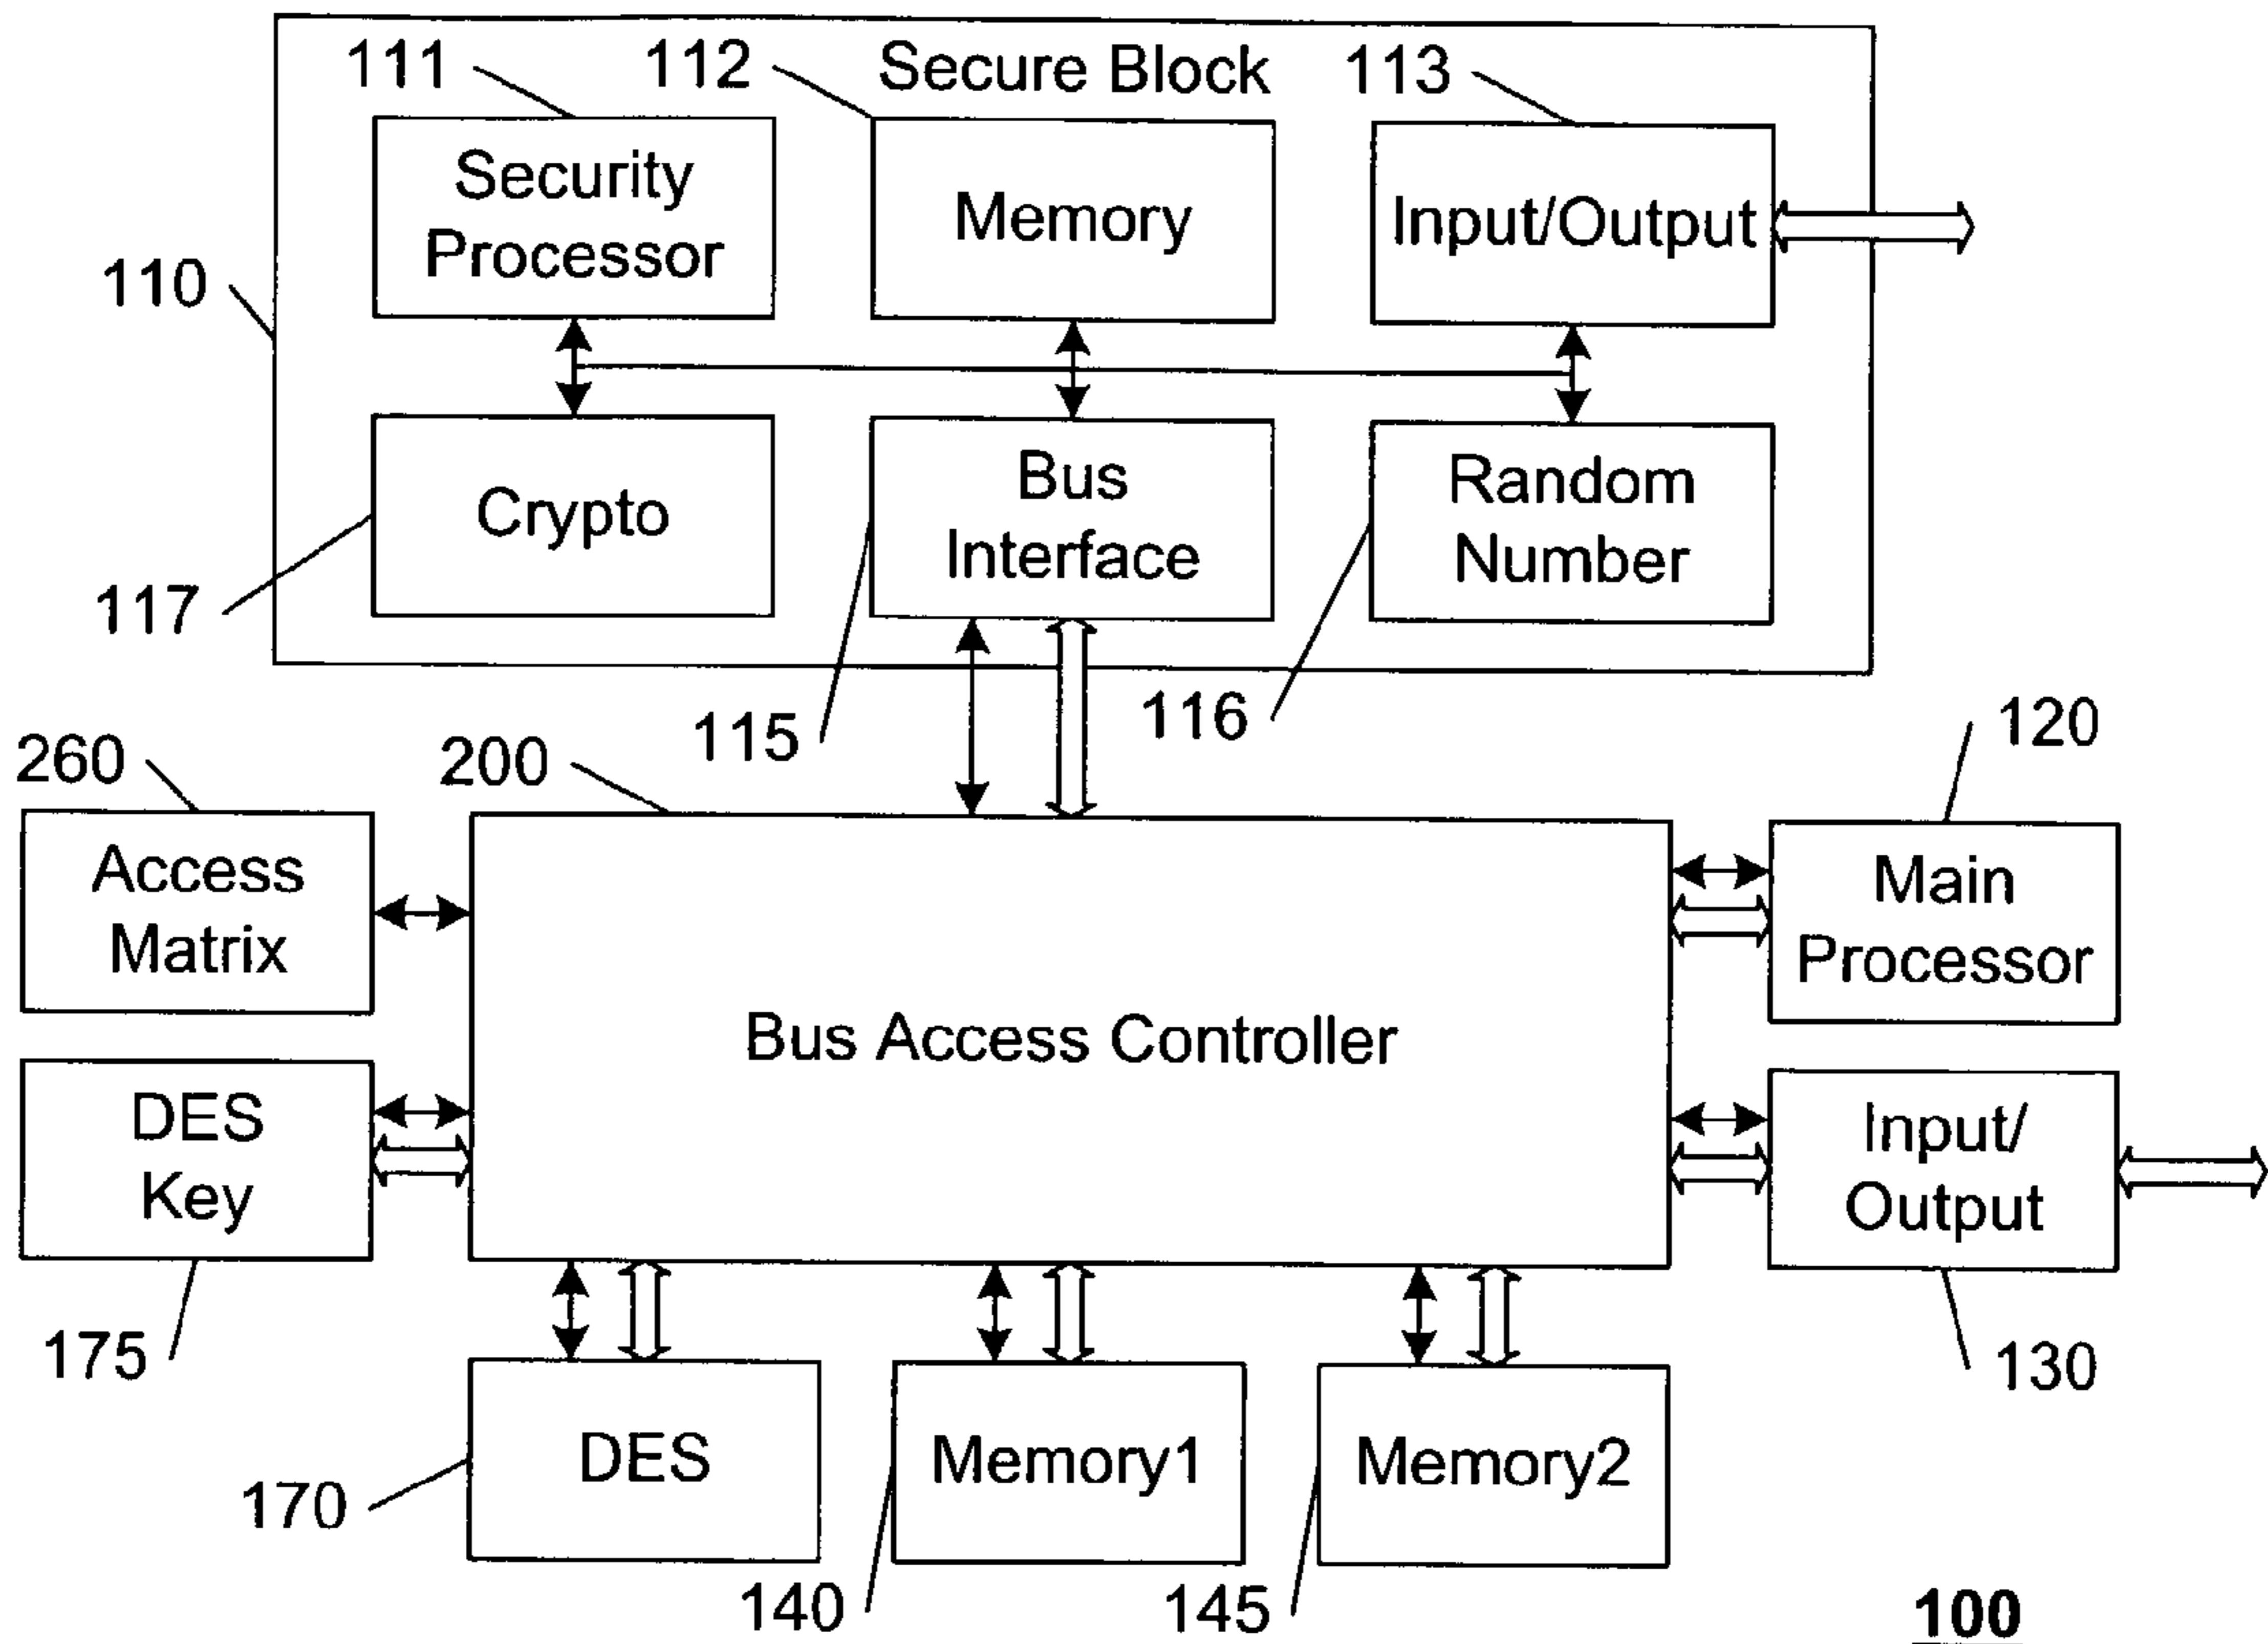 111
112
Secure Block
113
Security
Processor
Memory
Input/Output
110
Crypto
Bus
Interface
Random
Number
117
115
116
260
200
120
Access
Matrix
Main
Processor
Bus Access Controller
DES
Key
Input/
Output
175
130
DES
Memory1
Memory2
170
140
145
100